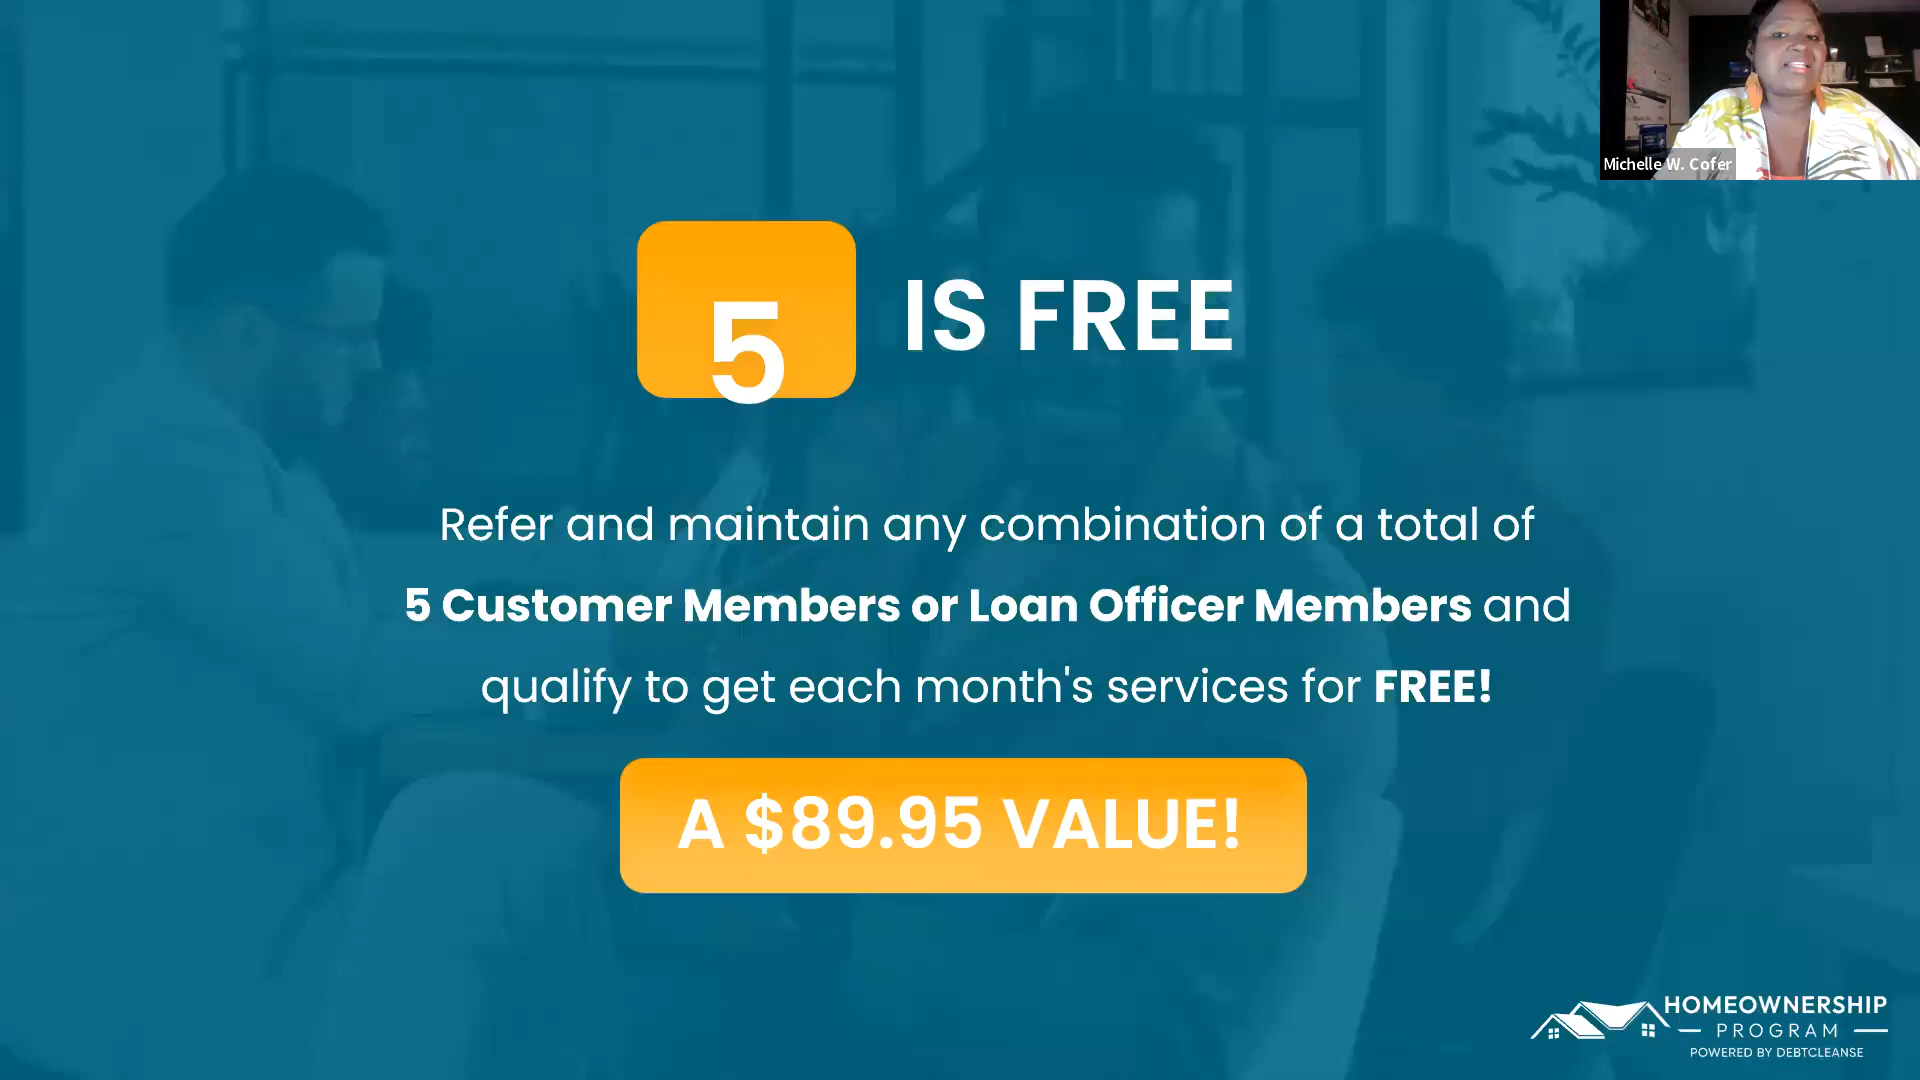 Michelle W. Cofer
5 IS FREE
Refer and maintain any combination of a total of
5 Customer Members or Loan Officer Members and
qualify to get each month's services for FREE!
A $89.95 VALUE!
HOMEOWNERSHIP
PROGRAM
POWERED BY DEBTCLEANSE